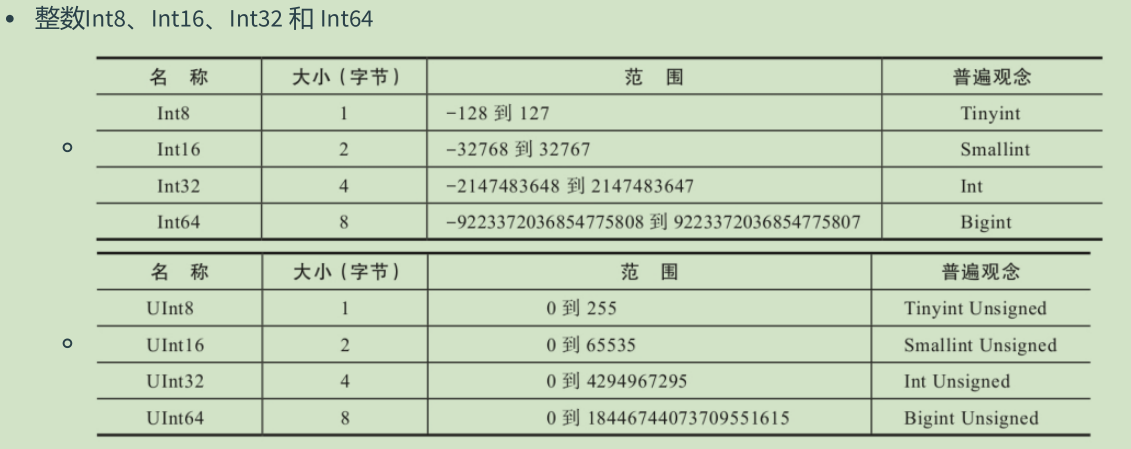 整数Int8、Int16、Int32 和 Int64
名 称 大小（字节） 范 围 普遍观念
Int8 1 −128 到 127 Tinyint
Int16 2 −32768 到 32767 Smallint
Int32 4 −2147483648 到 2147483647 Int
Int64 8 −9223372036854775808 到 9223372036854775807 Bigint
名 称 大小（字节） 范 围 普遍观念
UInt8 1 0 到 255 Tinyint Unsigned
UInt16 2 0 到 65535 Smallint Unsigned
UInt32 4 0 到 4294967295 Int Unsigned
UInt64 8 0 到 18446744073709551615 Bigint Unsigned